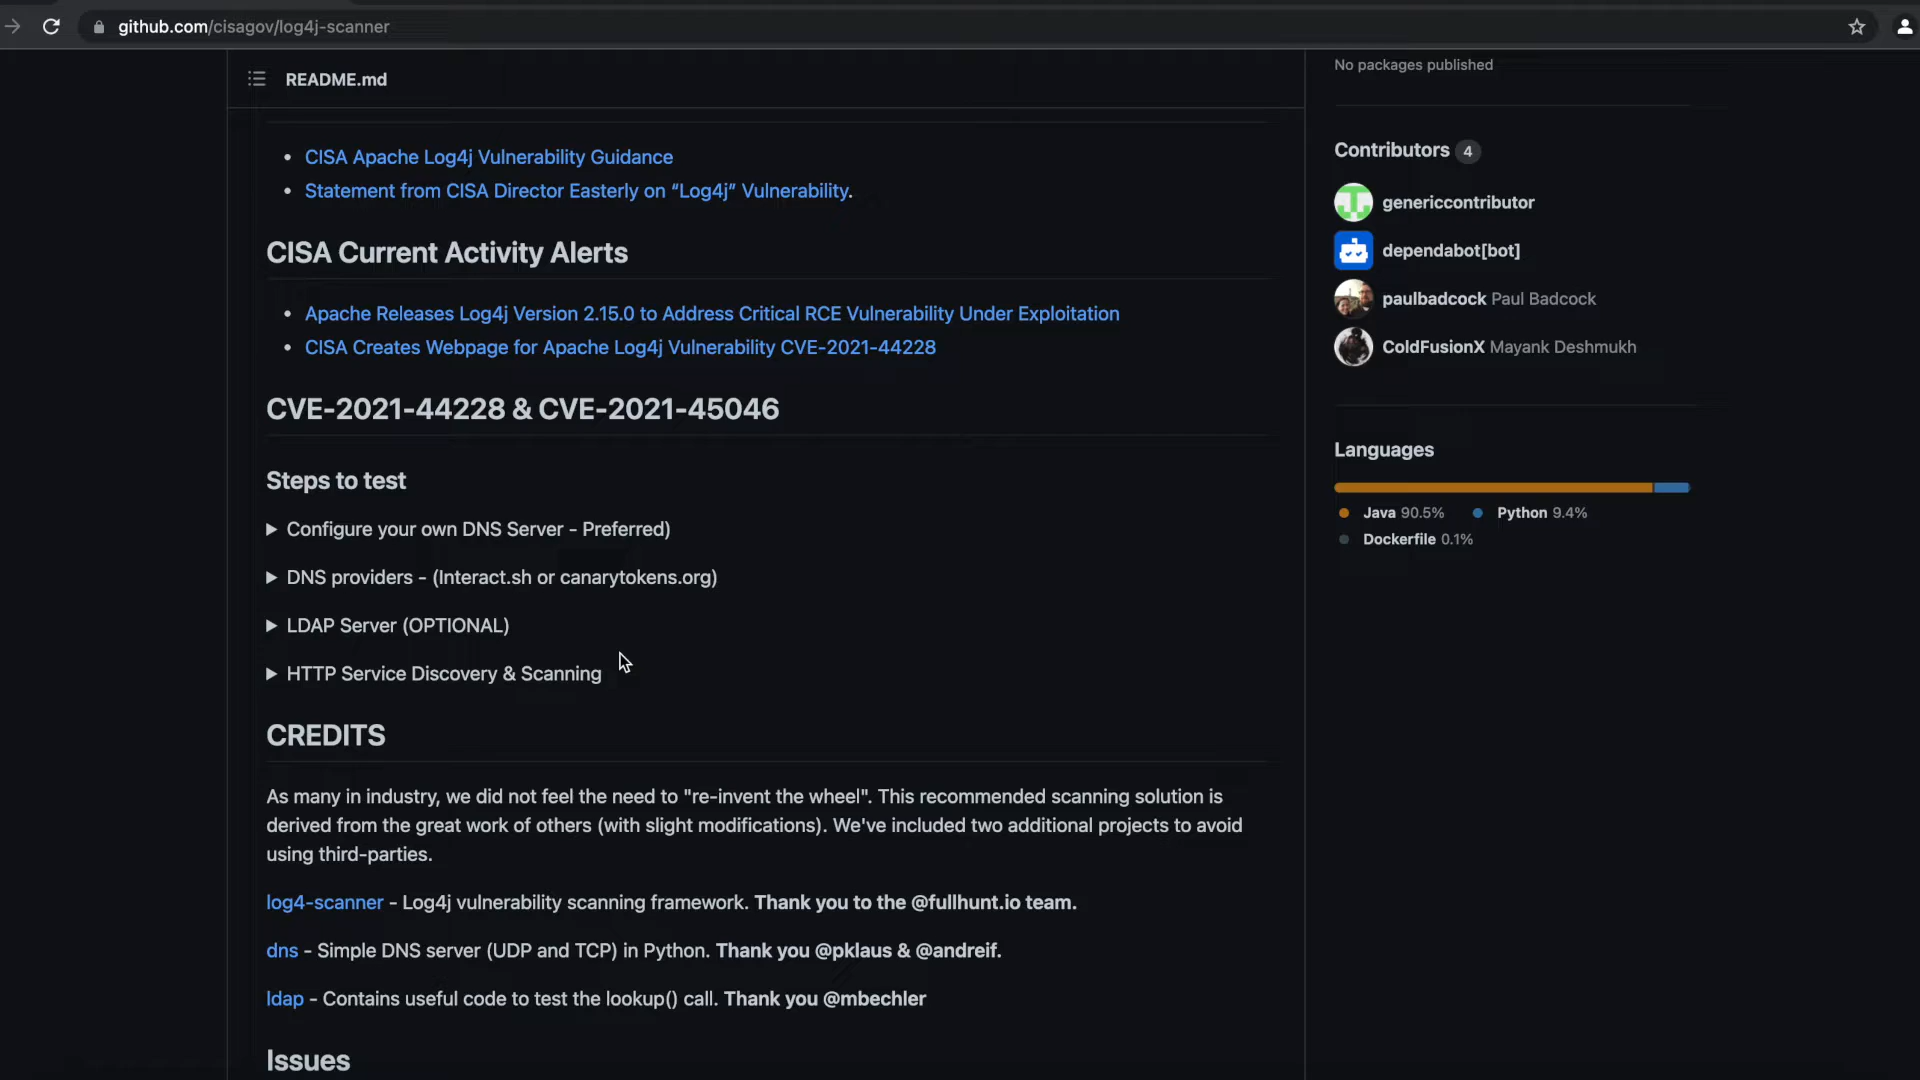 github.com/cisagov/log4j-scanner
README.md
No packages published
• CISA Apache Log4j Vulnerability Guidance
• Statement from CISA Director Easterly on “Log4j” Vulnerability.
CISA Current Activity Alerts
• Apache Releases Log4j Version 2.15.0 to Address Critical RCE Vulnerability Under Exploitation
• CISA Creates Webpage for Apache Log4j Vulnerability CVE-2021-44228
CVE-2021-44228 & CVE-2021-45046
Steps to test
Configure your own DNS Server - Preferred)
DNS providers - (Interact.sh or canarytokens.org)
LDAP Server (OPTIONAL)
HTTP Service Discovery & Scanning
CREDITS
As many in industry, we did not feel the need to "re-invent the wheel". This recommended scanning solution is
derived from the great work of others (with slight modifications). We've included two additional projects to avoid
using third-parties.
log4-scanner - Log4j vulnerability scanning framework. Thank you to the @fullhunt.io team.
dns - Simple DNS server (UDP and TCP) in Python. Thank you @pklaus & @andreif.
ldap - Contains useful code to test the lookup() call. Thank you @mbechler
Issues
Contributors 4
genericcontributor
dependabot[bot]
paulbadcock Paul Badcock
ColdFusionX Mayank Deshmukh
Languages
Java 90.5% Python 9.4%
Dockerfile 0.1%